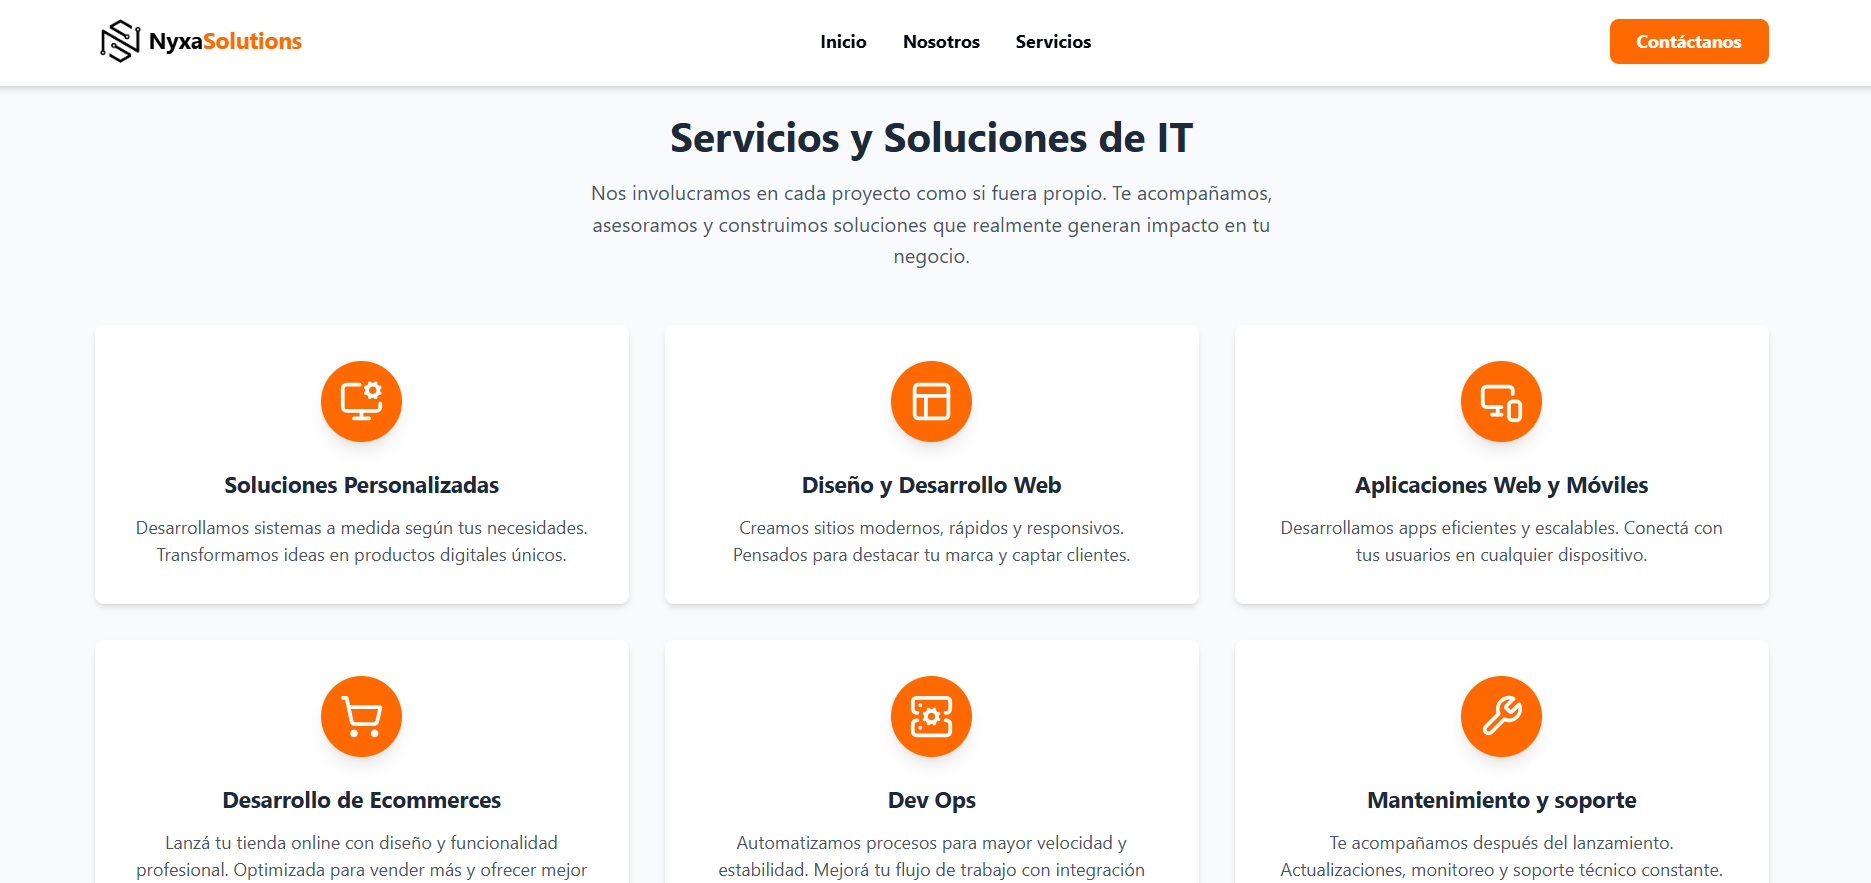 NyxaSolutions
Inicio
Nosotros
Servicios
Contáctanos
Servicios y Soluciones de IT
Nos involucramos en cada proyecto como si fuera propio. Te acompañamos,
asesoramos y construimos soluciones que realmente generan impacto en tu
negocio.
Soluciones Personalizadas
Desarrollamos sistemas a medida según tus necesidades.
Transformamos ideas en productos digitales únicos.
Diseño y Desarrollo Web
Creamos sitios modernos, rápidos y responsivos.
Pensados para destacar tu marca y captar clientes.
Aplicaciones Web y Móviles
Desarrollamos apps eficientes y escalables. Conectá con
tus usuarios en cualquier dispositivo.
Desarrollo de Ecommerces
Lanzá tu tienda online con diseño y funcionalidad
profesional. Optimizada para vender más y ofrecer mejor
Dev Ops
Automatizamos procesos para mayor velocidad y
estabilidad. Mejorá tu flujo de trabajo con integración
Mantenimiento y soporte
Te acompañamos después del lanzamiento.
Actualizaciones, monitoreo y soporte técnico constante.